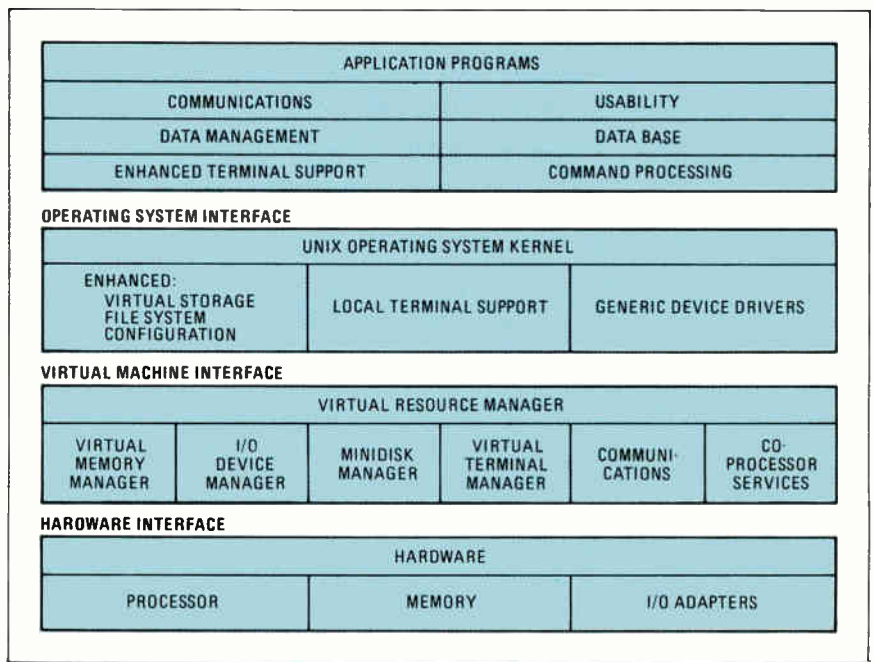 APPLICATION PROGRAMS
COMMUNICATIONS
USABILITY
DATA MANAGEMENT
DATA BASE
ENHANCED TERMINAL SUPPORT
COMMAND PROCESSING
OPERATING SYSTEM INTERFACE
UNIX OPERATING SYSTEM KERNEL
ENHANCED:
VIRTUAL STORAGE
FILE SYSTEM
CONFIGURATION
LOCAL TERMINAL SUPPORT
GENERIC DEVICE DRIVERS
VIRTUAL MACHINE INTERFACE
VIRTUAL RESOURCE MANAGER
VIRTUAL
MEMORY
MANAGER
I/O
DEVICE
MANAGER
MINIDISK
MANAGER
VIRTUAL
TERMINAL
MANAGER
COMMUNI-
CATIONS
CO-
PROCESSOR
SERVICES
HARDWARE INTERFACE
HARDWARE
PROCESSOR
MEMORY
I/O ADAPTERS